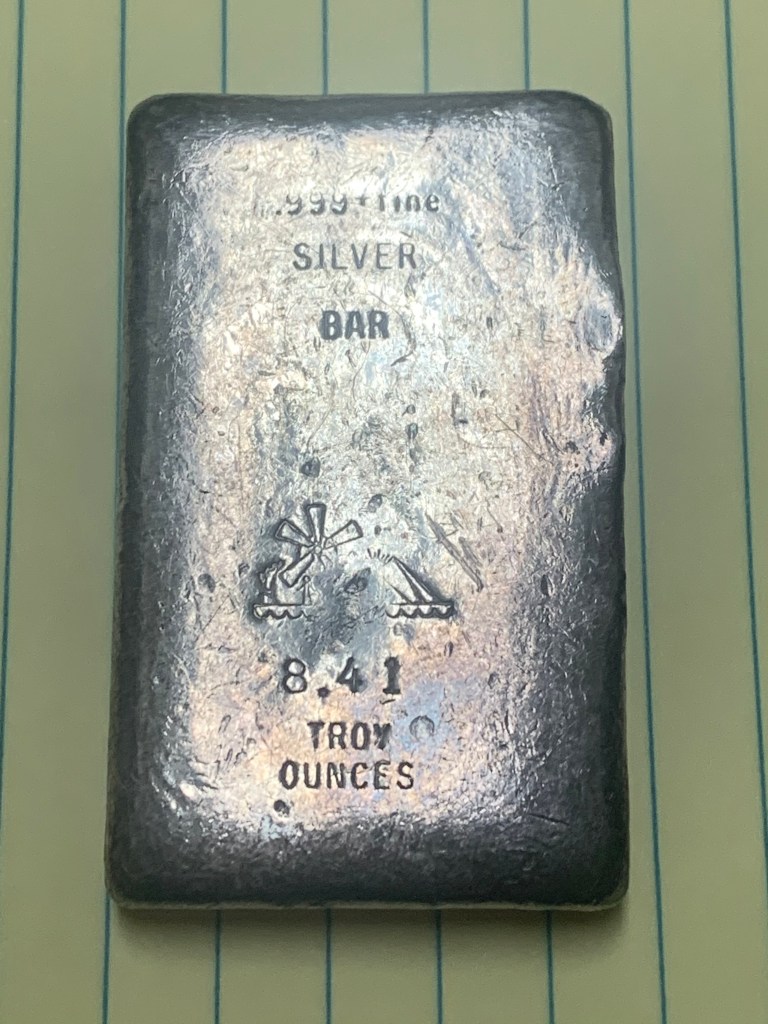 .999+fine
SILVER
BAR
8.41
TROY
OUNCES